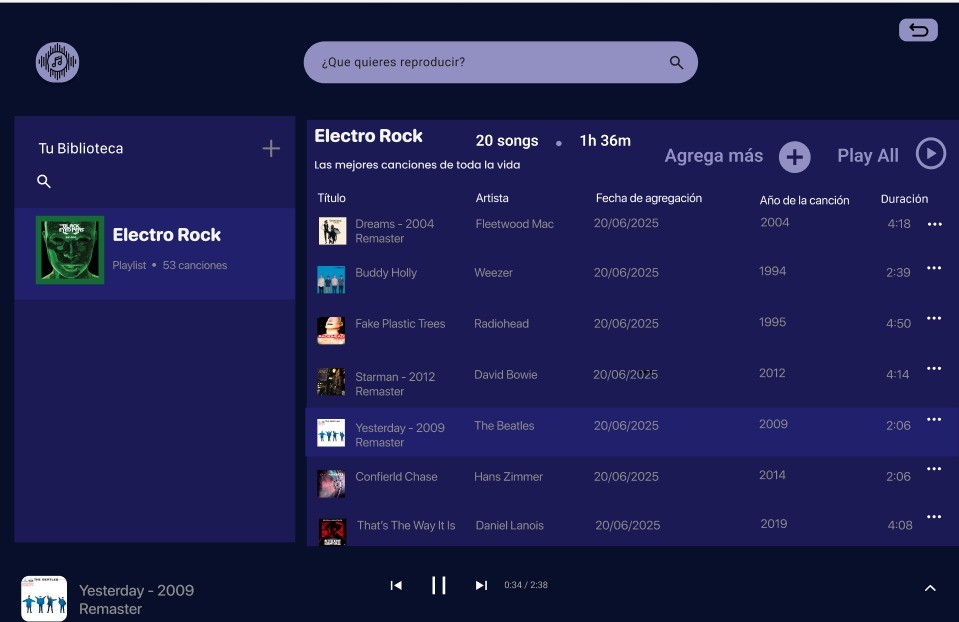 ¿Que quieres reproducir?
Tu Biblioteca
Electro Rock
Playlist • 53 canciones
Electro Rock
20 songs • 1h 36m
Las mejores canciones de toda la vida
Agrega más
Play All
Título Artista Fecha de agregación Año de la canción Duración
Dreams - 2004 Fleetwood Mac 20/06/2025 2004 4:18
Remaster
Buddy Holly Weezer 20/06/2025 1994 2:39
Fake Plastic Trees Radiohead 20/06/2025 1995 4:50
Starman - 2012 David Bowie 20/06/2025 2012 4:14
Remaster
Yesterday - 2009 The Beatles 20/06/2025 2009 2:06
Remaster
Confierld Chase Hans Zimmer 20/06/2025 2014 2:06
That's The Way It Is Daniel Lanois 20/06/2025 2019 4:08
Yesterday - 2009
Remaster
0:34 / 2:38